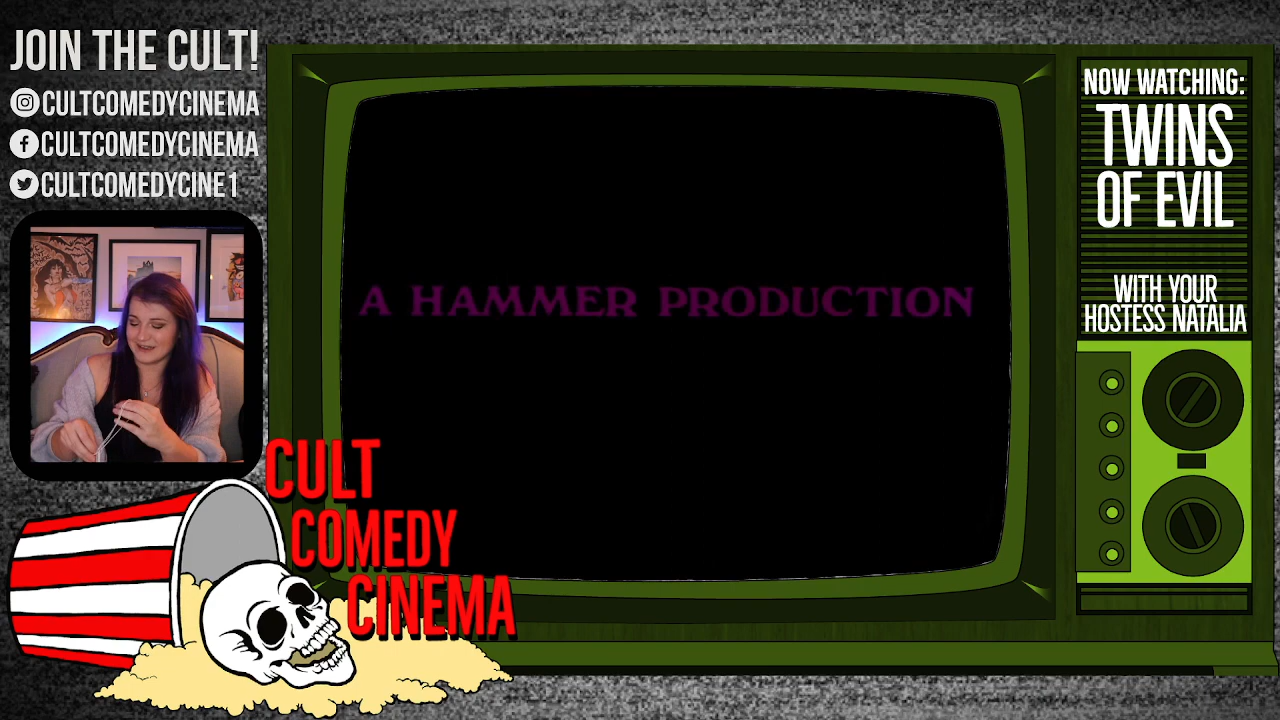 JOIN THE CULT!
CULTCOMEDYCINEMA
CULTCOMEDYCINEMA
CULTCOMEDYCINE1
A HAMMER PRODUCTION
NOW WATCHING:
TWINS
OF EVIL
WITH YOUR
HOSTESS NATALIA
CULT
COMEDY
CINEMA